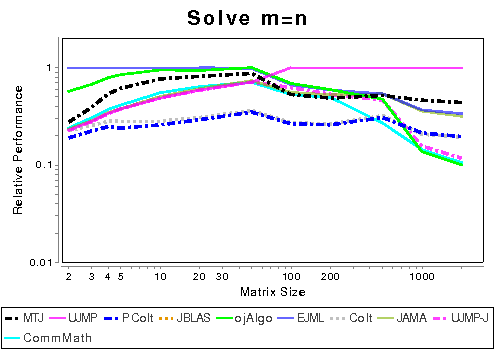 Solve m=n
1
0.1
0.01
Relative Performance
2 3 4 5 10 20 30 100 200 1000
Matrix Size
MTJ UJMP P Colt JBLAS ojAlgo EJML Colt JAMA UJMP-J
CommMath